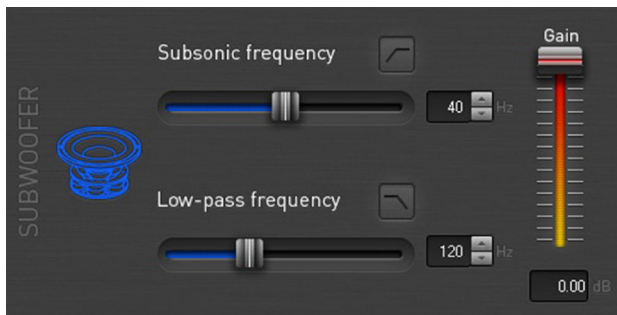 SUBWOOFER
Subsonic frequency
40 Hz
Low-pass frequency
120 Hz
Gain
0.00 dB